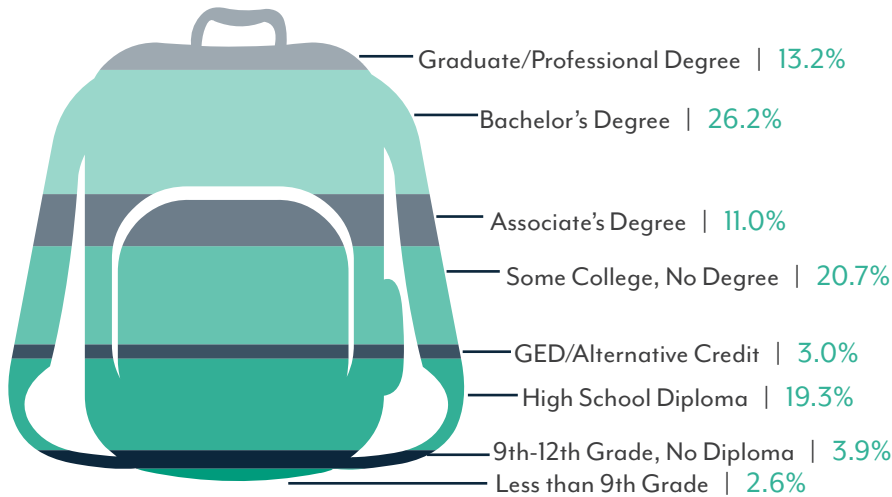 Graduate/Professional Degree | 13.2%
Bachelor's Degree | 26.2%
Associate's Degree | 11.0%
Some College, No Degree | 20.7%
GED/Alternative Credit | 3.0%
High School Diploma | 19.3%
9th-12th Grade, No Diploma | 3.9%
Less than 9th Grade | 2.6%